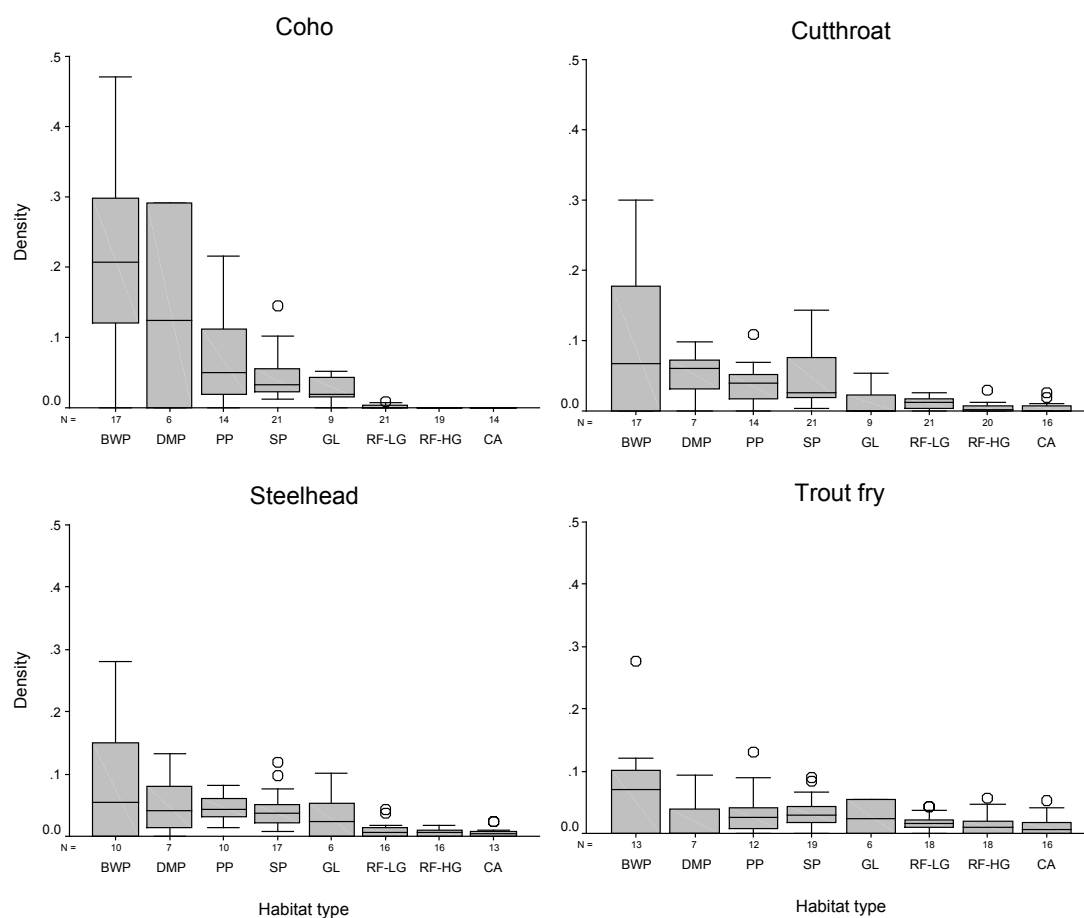 Coho
.5
.4
.3
.2
.1
0.0
Density
N = 17 6 14 21 9 21 19 14
BWP DMP PP SP GL RF-LG RF-HG CA
Cutthroat
.5
.4
.3
.2
.1
0.0
N = 17 7 14 21 9 21 20 16
BWP DMP PP SP GL RF-LG RF-HG CA
Steelhead
.5
.4
.3
.2
.1
0.0
Density
N = 10 7 10 17 6 16 16 13
BWP DMP PP SP GL RF-LG RF-HG CA
Habitat type
Trout fry
.5
.4
.3
.2
.1
0.0
N = 13 7 12 19 6 18 18 16
BWP DMP PP SP GL RF-LG RF-HG CA
Habitat type